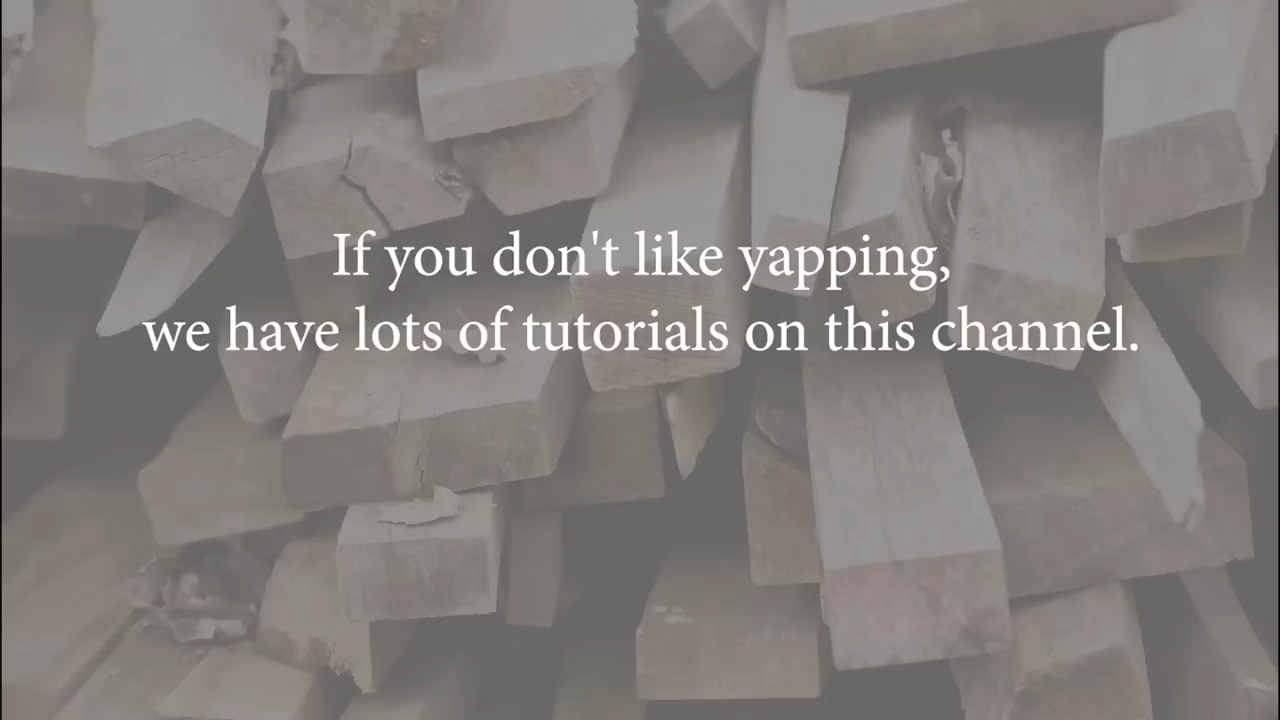 If you don't like yapping,
we have lots of tutorials on this channel.